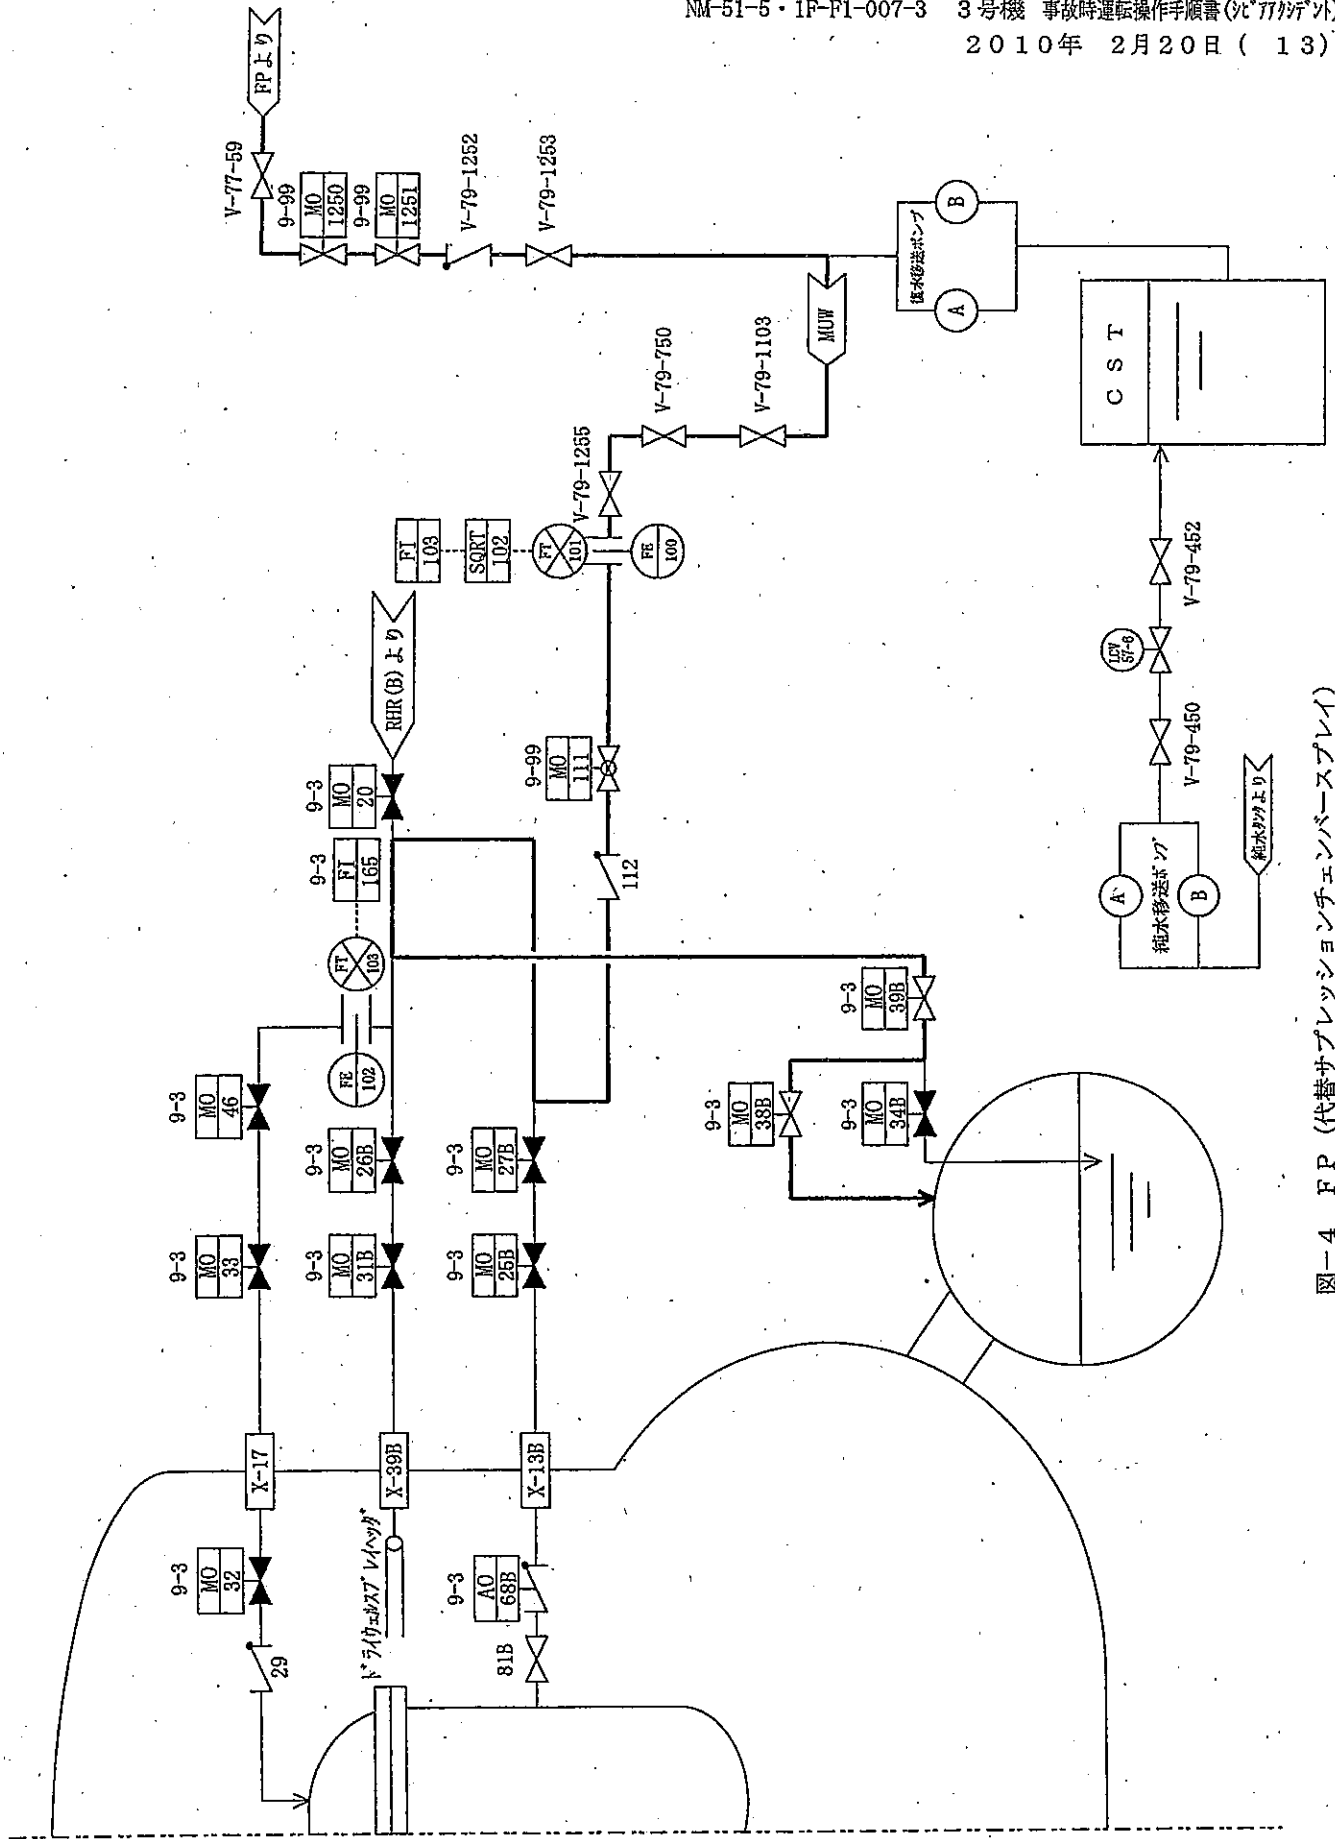 NM-51-5・1F-F1-007-3 3号機 事故時運転操作手順書(シビアアクシデント)
2010年 2月20日( 13)
FPより
V-77-59
9-99
MO
1250
9-99
MO
1251
V-79-1252
V-79-1253
復水移送ポンプ
A
B
MUW
CST
V-79-750
V-79-1103
V-79-1255
FI
103
SQRT
102
FT
101
FE
100
RHR(B)より
9-3
MO
20
9-3
FI
165
FT
103
FE
102
9-99
MO
111
112
V-79-452
LCV
57-6
V-79-450
純水移送ポンプ
A
B
純水タンクより
9-3
MO
46
9-3
MO
33
9-3
MO
26B
9-3
MO
31B
9-3
MO
27B
9-3
MO
25B
9-3
MO
39B
9-3
MO
38B
9-3
MO
34B
X-17
X-39B
X-13B
9-3
MO
32
29
ドライウェルスプレイヘッダ
9-3
AO
68B
81B
図-4 FP(代替サプレッションチェンバースプレイ)